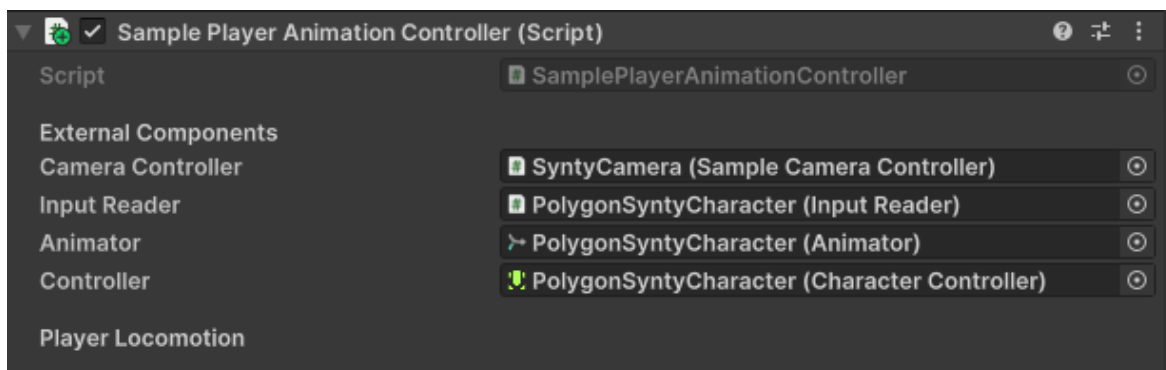 Sample Player Animation Controller (Script)
Script SamplePlayerAnimationController
External Components
Camera Controller SyntyCamera (Sample Camera Controller)
Input Reader PolygonSyntyCharacter (Input Reader)
Animator PolygonSyntyCharacter (Animator)
Controller PolygonSyntyCharacter (Character Controller)
Player Locomotion